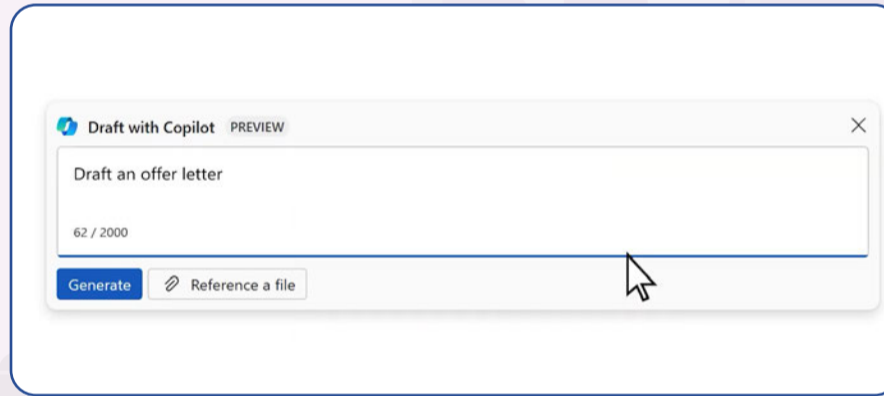 Draft with Copilot PREVIEW
Draft an offer letter
62 / 2000
Generate Reference a file